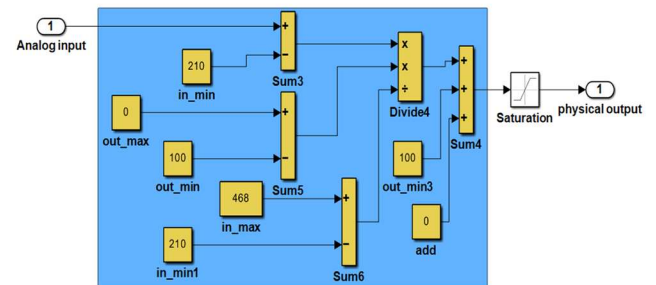 1
Analog input
+
−
Sum3
210
in_min
x
x
÷
Divide4
0
out_max
+
−
Sum5
100
out_min
468
in_max
210
in_min1
+
−
Sum6
100
out_min3
0
add
+
+
+
Sum4
Saturation
1
physical output